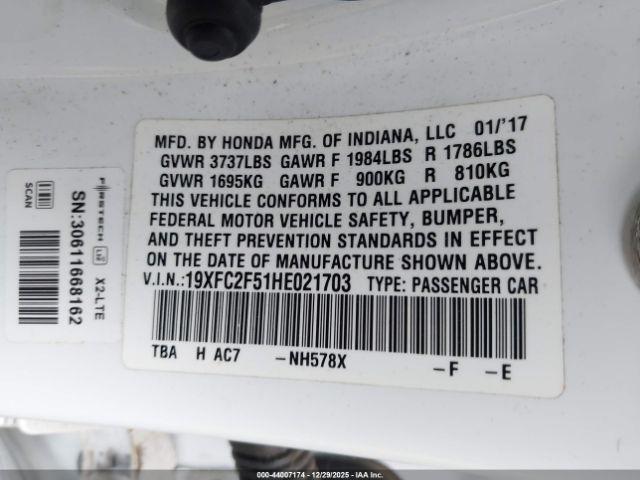 MFD. BY HONDA MFG. OF INDIANA, LLC 01/'17
GVWR 3737LBS GAWR F 1984LBS R 1786LBS
GVWR 1695KG GAWR F 900KG R 810KG
THIS VEHICLE CONFORMS TO ALL APPLICABLE
FEDERAL MOTOR VEHICLE SAFETY, BUMPER,
AND THEFT PREVENTION STANDARDS IN EFFECT
ON THE DATE OF MANUFACTURE SHOWN ABOVE.
V.I.N.:19XFC2F51HE021703 TYPE: PASSENGER CAR
TBA H AC7 -NH578X -F -E
FIRSTECH X2-LTE
SN:30611668162
SCAN
000-44007174 - 12/29/2025 - IAA Inc.